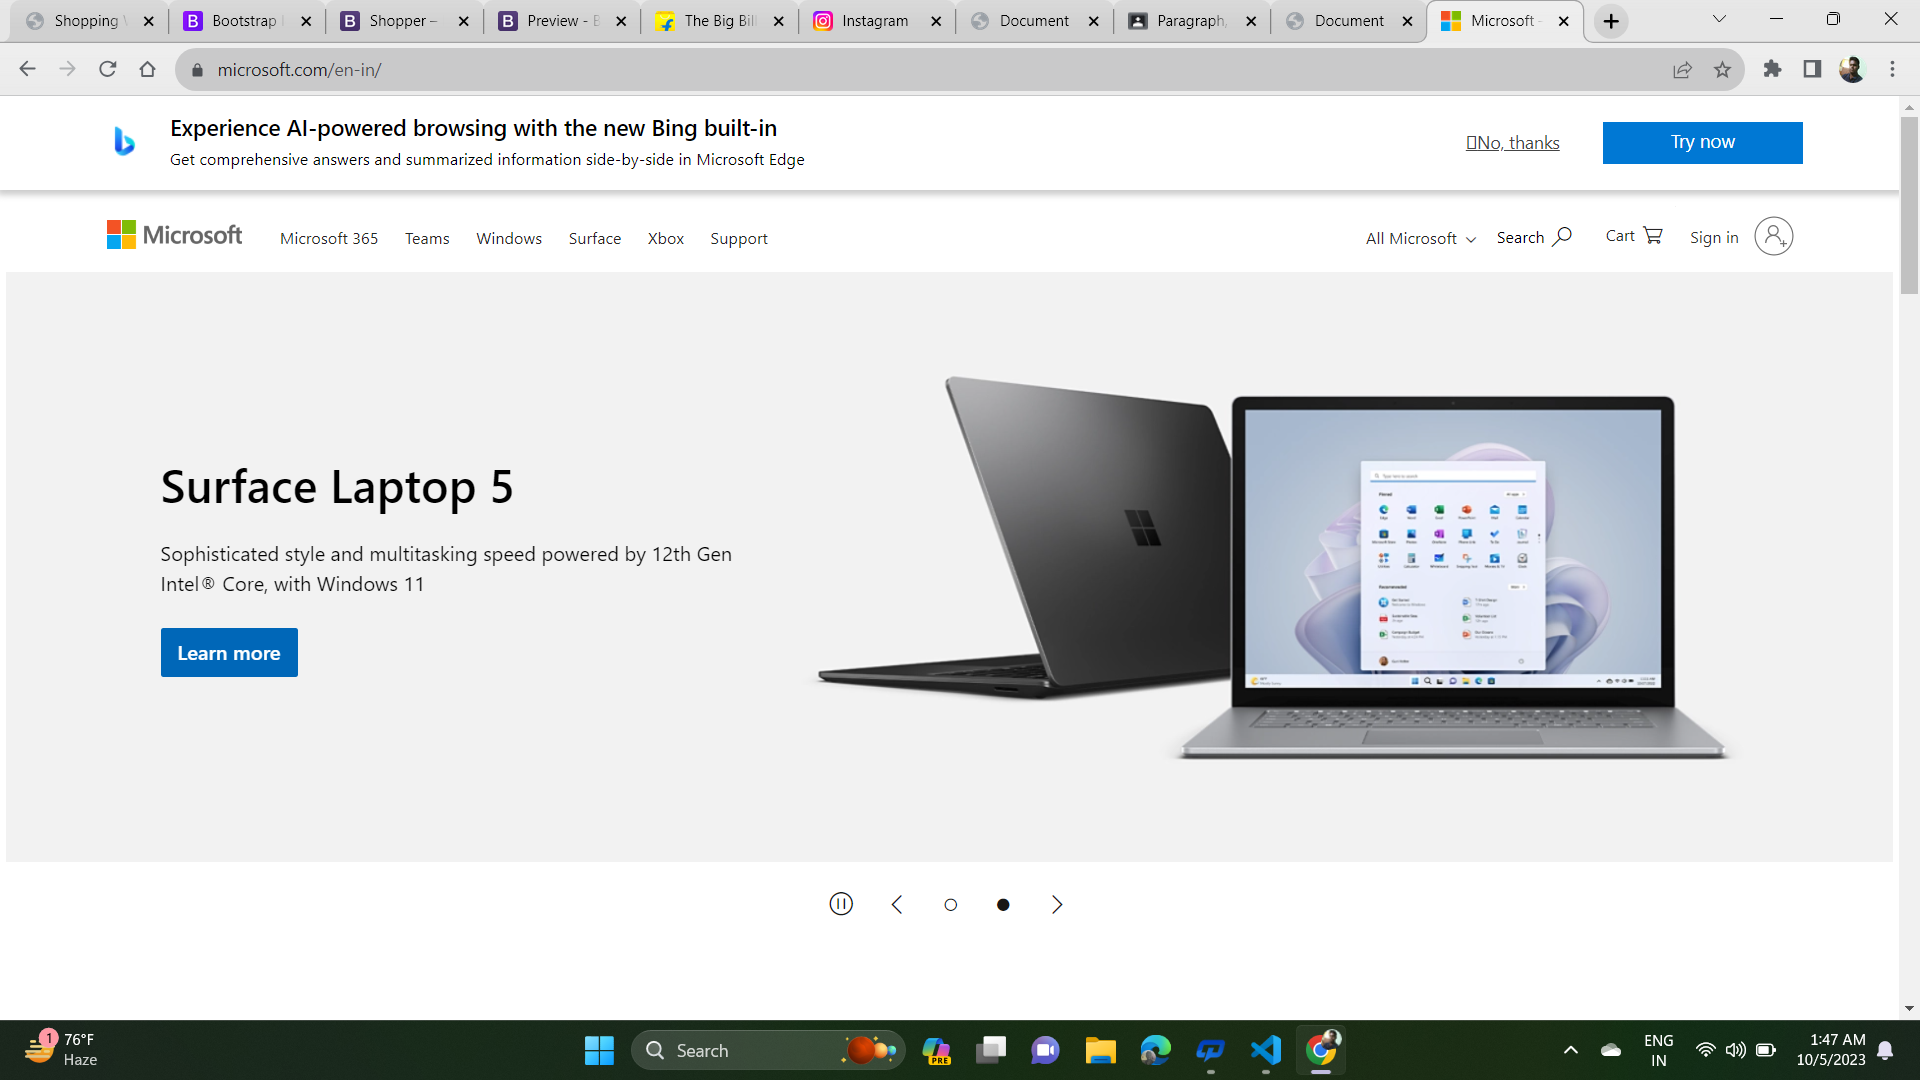 Shopping
Bootstrap
Shopper –
Preview -
The Big Bill
Instagram
Document
Paragraph,
Document
Microsoft -
microsoft.com/en-in/
Experience AI-powered browsing with the new Bing built-in
Get comprehensive answers and summarized information side-by-side in Microsoft Edge
No, thanks
Try now
Microsoft
Microsoft 365
Teams
Windows
Surface
Xbox
Support
All Microsoft
Search
Cart
Sign in
Surface Laptop 5
Sophisticated style and multitasking speed powered by 12th Gen
Intel® Core, with Windows 11
Learn more
1
76°F
Haze
Search
PRE
ENG
IN
1:47 AM
10/5/2023